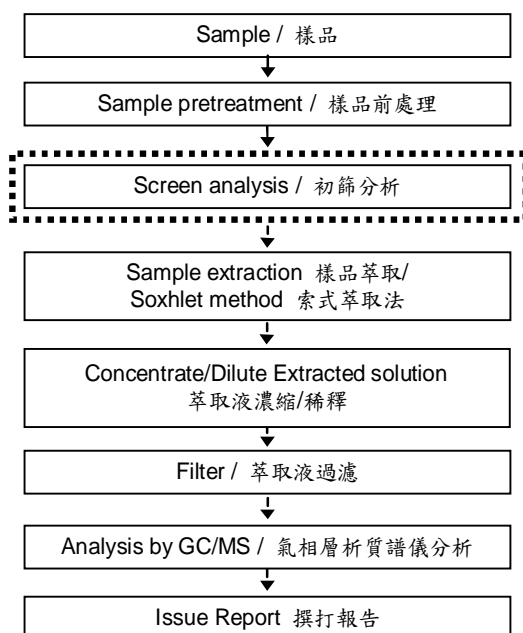 Sample / 樣品
Sample pretreatment / 樣品前處理
Screen analysis / 初篩分析
Sample extraction 樣品萃取/
Soxhlet method 索式萃取法
Concentrate/Dilute Extracted solution
萃取液濃縮/稀釋
Filter / 萃取液過濾
Analysis by GC/MS / 氣相層析質譜儀分析
Issue Report 撰打報告